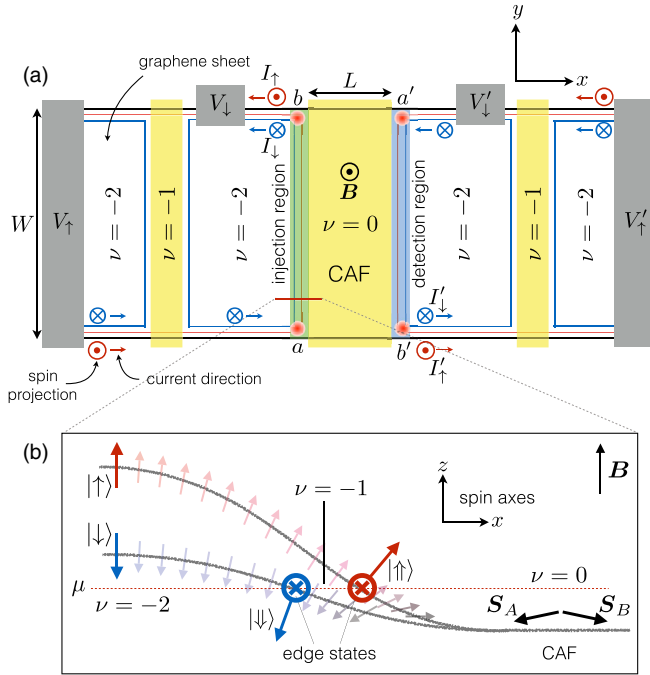 (a)
graphene sheet
I↑
b
L
a′
y
x
V↓
V′↓
I↓
W
V↑
ν = −2
ν = −1
ν = −2
injection region
B
ν = 0
CAF
detection region
ν = −2
ν = −1
ν = −2
V′↑
a
b′
I′↓
I′↑
spin
projection
current direction
(b)
|↑⟩
|↓⟩
ν = −1
z
x
spin axes
B
|⇑⟩
μ
ν = −2
ν = 0
|⇓⟩
S_A
S_B
edge states
CAF